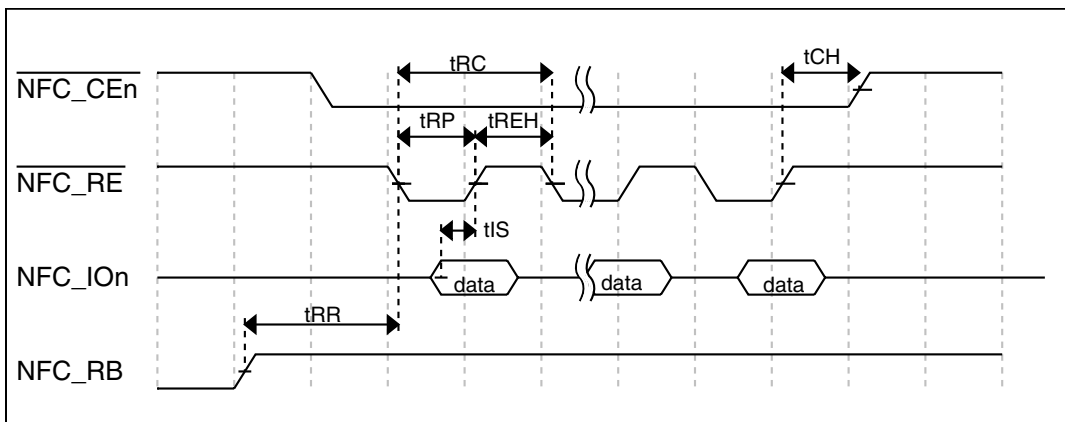 tRC
tCH
NFC_CEn
tRP
tREH
NFC_RE
tIS
NFC_IOn
data
data
data
tRR
NFC_RB